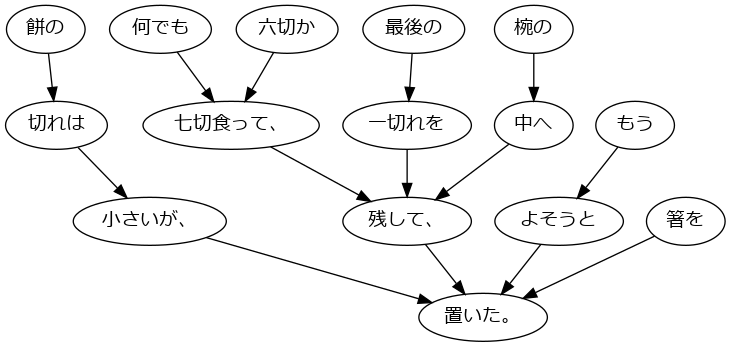 餅の
何でも
六切か
最後の
椀の
切れは
七切食って、
一切れを
中へ
もう
小さいが、
残して、
よそうと
箸を
置いた。